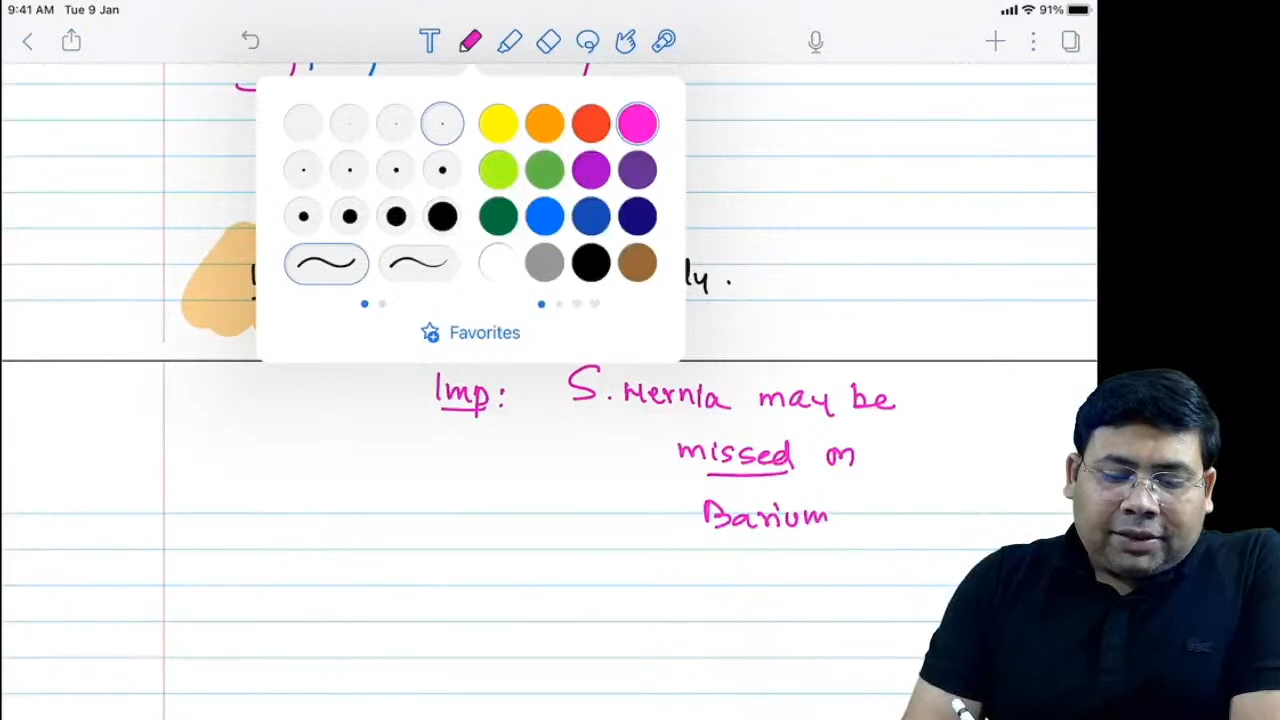 9:41 AM Tue 9 Jan
91%
T
ly.
Favorites
Imp: S. Hernia may be
missed on
Barium